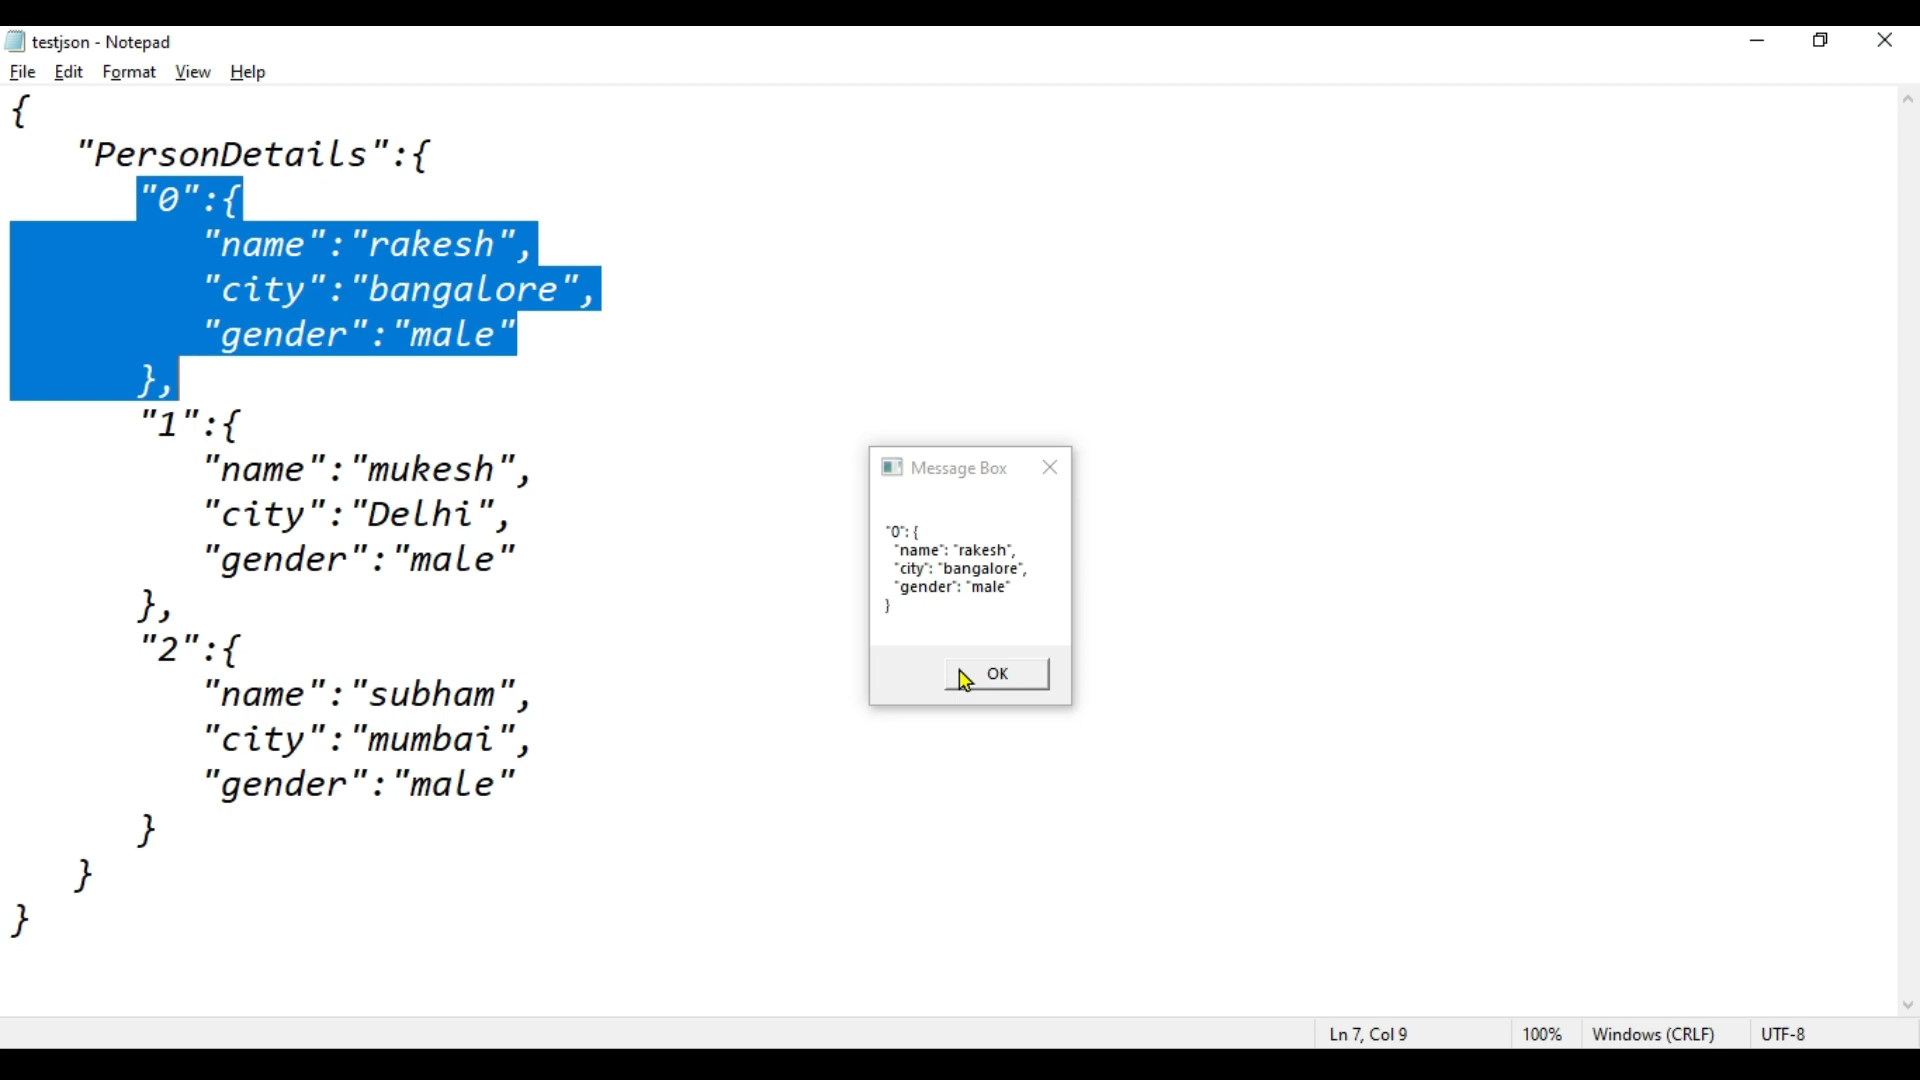 testjson - Notepad
File Edit Format View Help
{
"PersonDetails":{
"0":{
"name":"rakesh",
"city":"bangalore",
"gender":"male"
},
"1":{
"name":"mukesh",
"city":"Delhi",
"gender":"male"
},
"2":{
"name":"subham",
"city":"mumbai",
"gender":"male"
}
}
}
Message Box
"0": {
"name": "rakesh",
"city": "bangalore",
"gender": "male"
}
OK
Ln 7, Col 9 100% Windows (CRLF) UTF-8